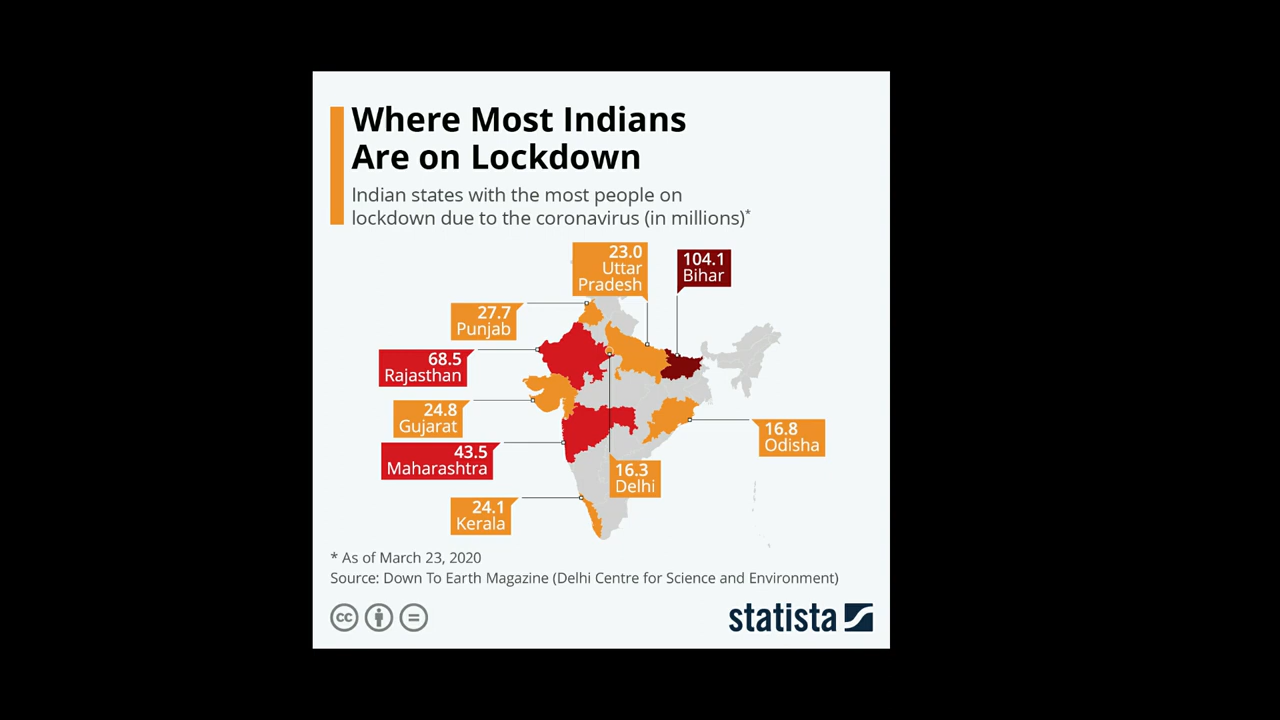 Where Most Indians
Are on Lockdown
Indian states with the most people on
lockdown due to the coronavirus (in millions)*
23.0
Uttar
Pradesh
104.1
Bihar
27.7
Punjab
68.5
Rajasthan
24.8
Gujarat
43.5
Maharashtra
16.8
Odisha
16.3
Delhi
24.1
Kerala
* As of March 23, 2020
Source: Down To Earth Magazine (Delhi Centre for Science and Environment)
cc
statista